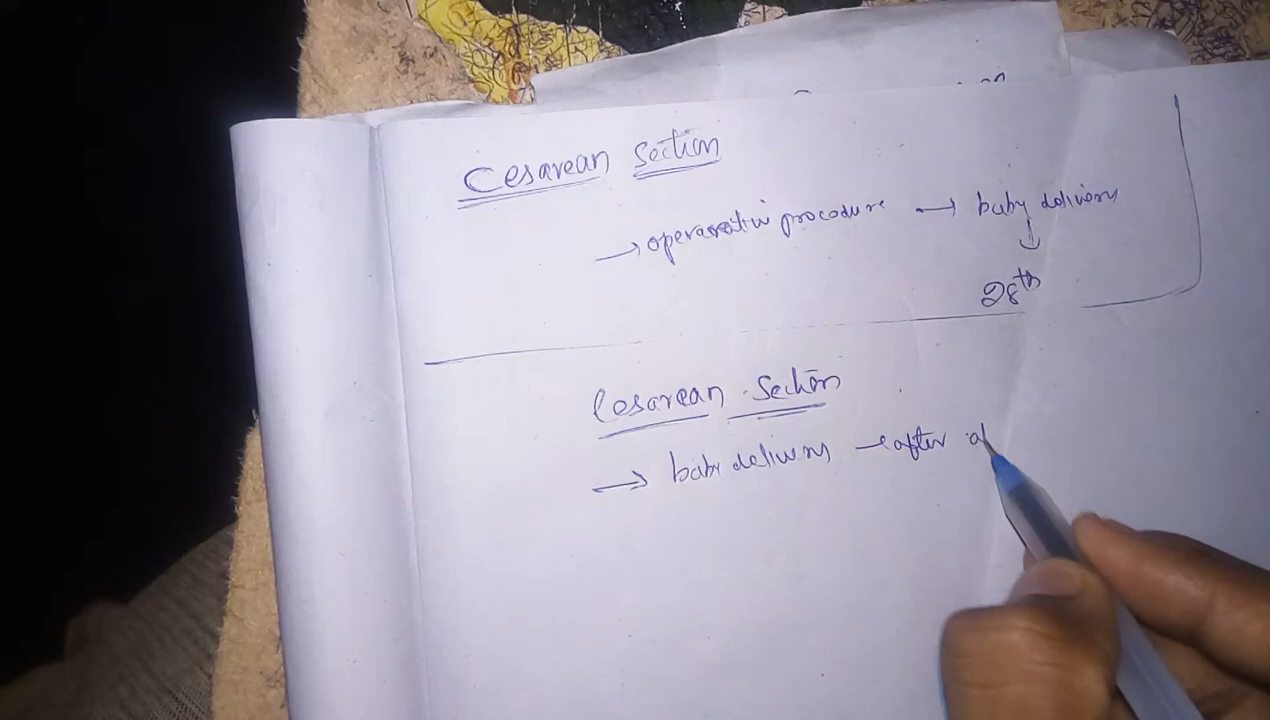 Cesarean Section
→ operative procedure → baby delivery
↓
28th
Cesarean Section
→ baby delivery → after